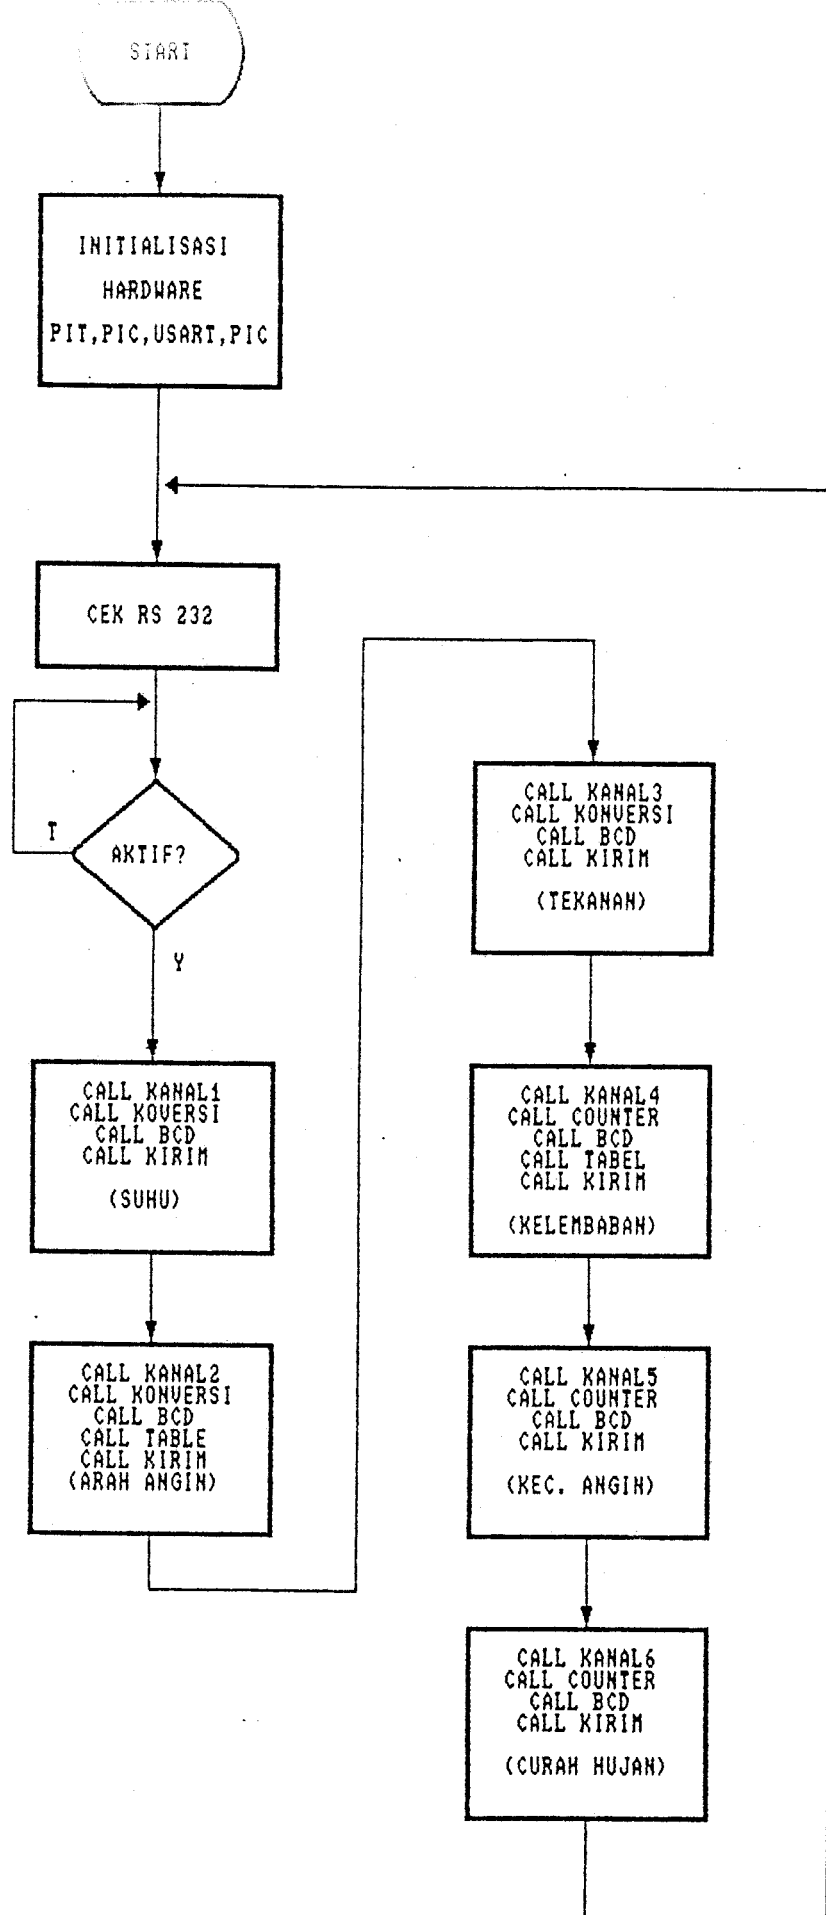 START
INITIALISASI
HARDWARE
PIT,PIC,USART,PIC
CEK RS 232
T
AKTIF?
Y
CALL KANAL1
CALL KOVERSI
CALL BCD
CALL KIRIM
(SUHU)
CALL KANAL2
CALL KONVERSI
CALL BCD
CALL TABLE
CALL KIRIM
(ARAH ANGIN)
CALL KANAL3
CALL KONVERSI
CALL BCD
CALL KIRIM
(TEKANAN)
CALL KANAL4
CALL COUNTER
CALL BCD
CALL TABEL
CALL KIRIM
(KELEMBABAN)
CALL KANAL5
CALL COUNTER
CALL BCD
CALL KIRIM
(KEC. ANGIN)
CALL KANAL6
CALL COUNTER
CALL BCD
CALL KIRIM
(CURAH HUJAN)